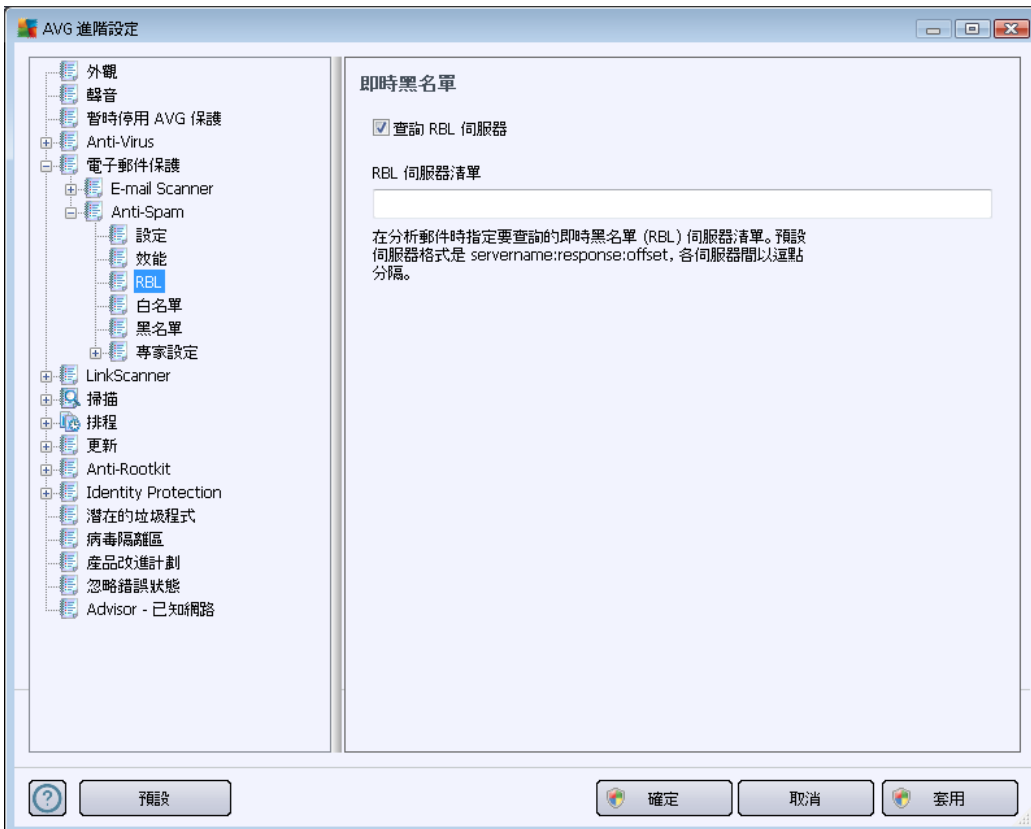 AVG 進階設定
外觀
聲音
暫時停用 AVG 保護
Anti-Virus
電子郵件保護
E-mail Scanner
Anti-Spam
設定
效能
RBL
白名單
黑名單
專家設定
LinkScanner
掃描
排程
更新
Anti-Rootkit
Identity Protection
潛在的垃圾程式
病毒隔離區
產品改進計劃
忽略錯誤狀態
Advisor - 已知網路
即時黑名單
查詢 RBL 伺服器
RBL 伺服器清單
在分析郵件時指定要查詢的即時黑名單 (RBL) 伺服器清單。預設
伺服器格式是 servername:response:offset, 各伺服器間以逗點
分隔。
預設
確定
取消
套用